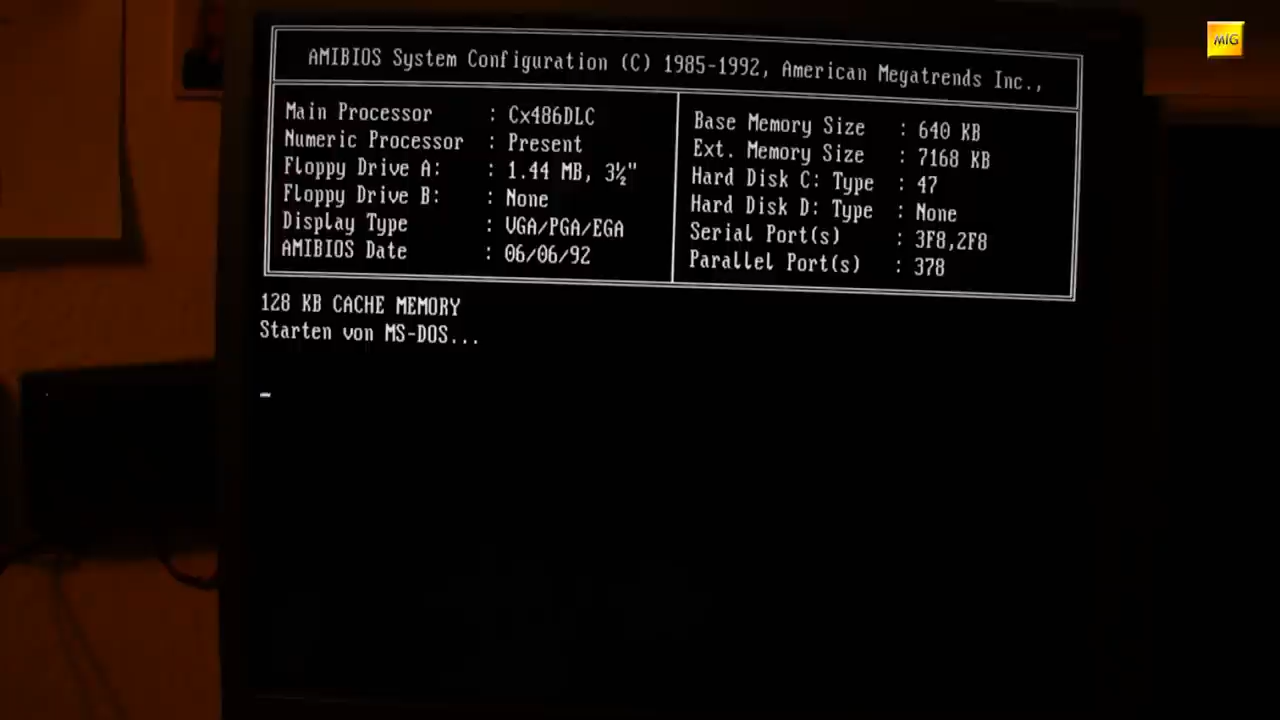 MIG
AMIBIOS System Configuration (C) 1985-1992, American Megatrends Inc.,
Main Processor : Cx486DLC
Numeric Processor : Present
Floppy Drive A: : 1.44 MB, 3½"
Floppy Drive B: : None
Display Type : VGA/PGA/EGA
AMIBIOS Date : 06/06/92
Base Memory Size : 640 KB
Ext. Memory Size : 7168 KB
Hard Disk C: Type : 47
Hard Disk D: Type : None
Serial Port(s) : 3F8,2F8
Parallel Port(s) : 378
128 KB CACHE MEMORY
Starten von MS-DOS...